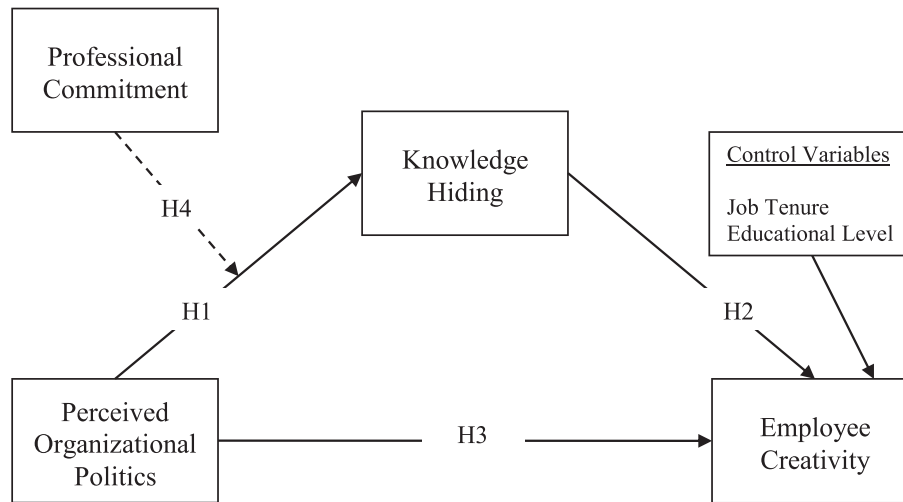 Professional
Commitment
Knowledge
Hiding
Control Variables
Job Tenure
Educational Level
H4
H1
H2
Perceived
Organizational
Politics
H3
Employee
Creativity